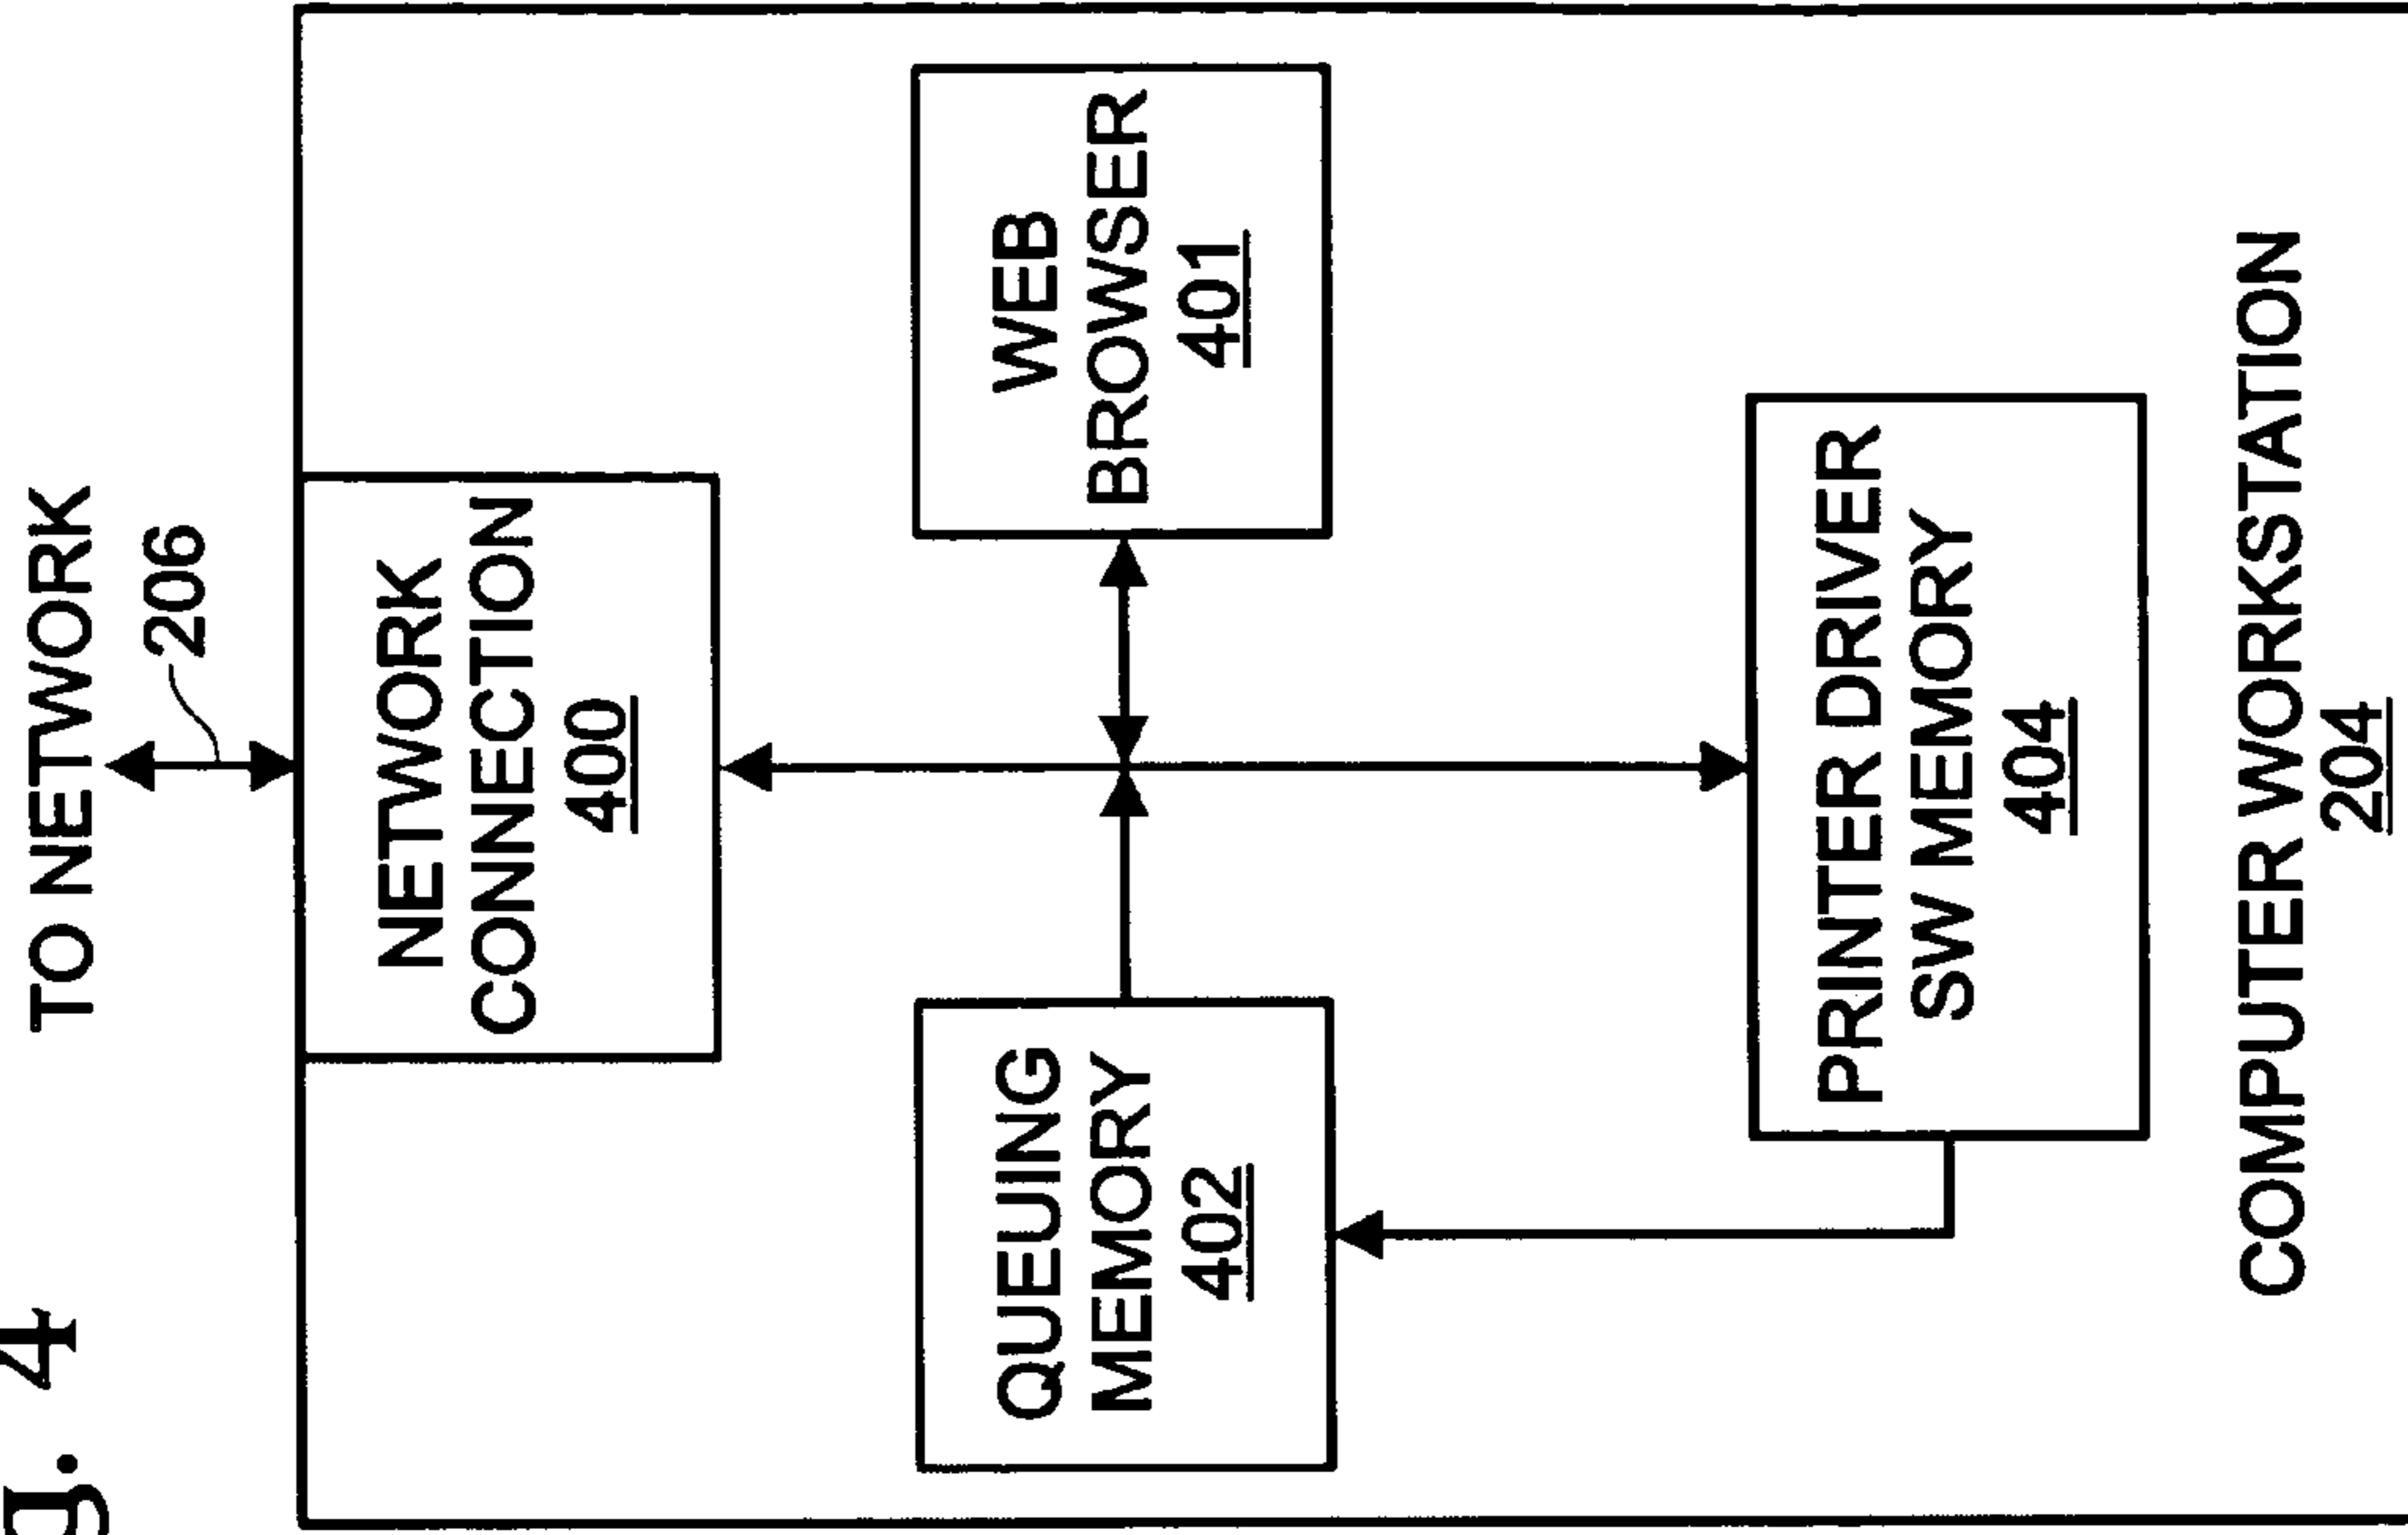 g. 4
TO NETWORK
206
NETWORK
CONNECTION
400
QUEUING
MEMORY
402
WEB
BROWSER
401
PRINTER DRIVER
SW MEMORY
404
COMPUTER WORKSTATION
204